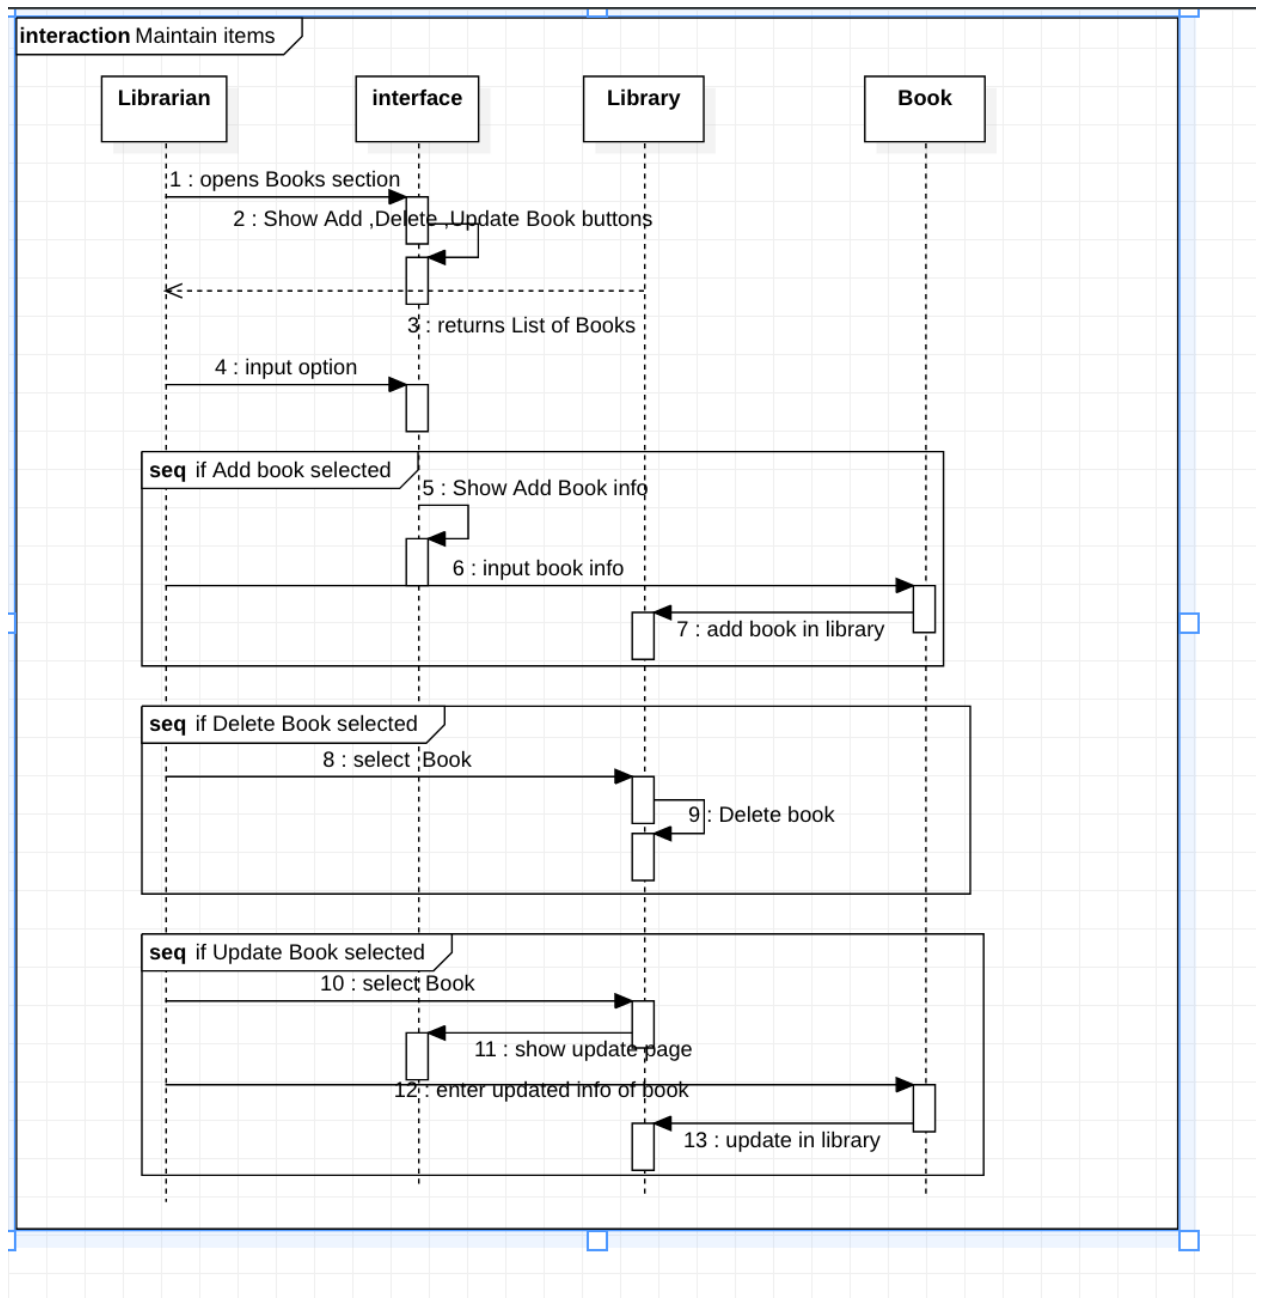 interaction Maintain items
Librarian
interface
Library
Book
1 : opens Books section
2 : Show Add ,Delete ,Update Book buttons
3 : returns List of Books
4 : input option
seq if Add book selected
5 : Show Add Book info
6 : input book info
7 : add book in library
seq if Delete Book selected
8 : select Book
9 : Delete book
seq if Update Book selected
10 : select Book
11 : show update page
12 : enter updated info of book
13 : update in library